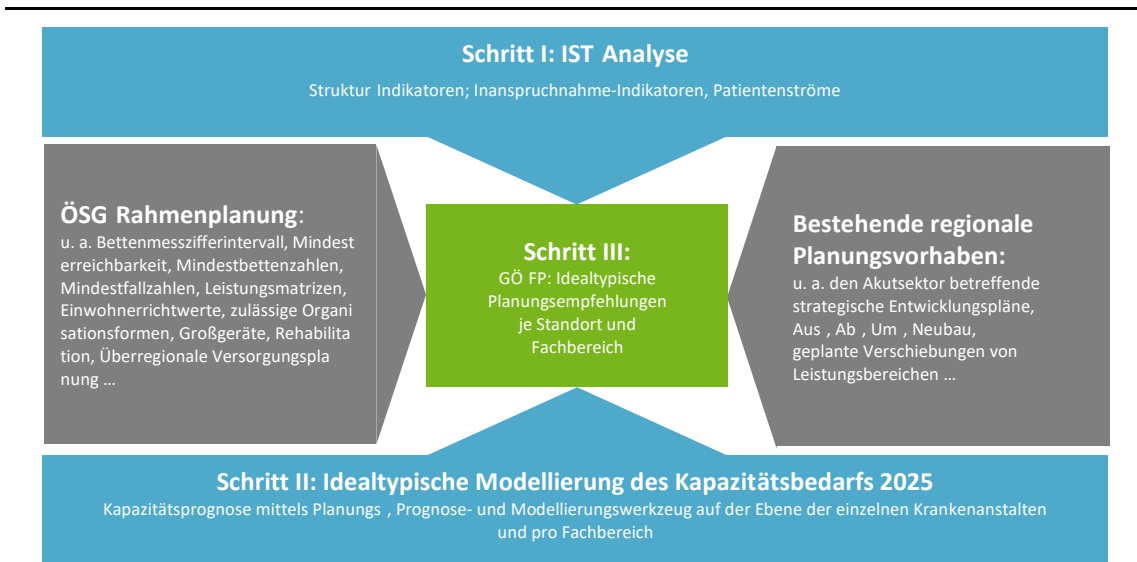 Schritt I: IST Analyse
Struktur Indikatoren; Inanspruchnahme-Indikatoren, Patientenströme
ÖSG Rahmenplanung:
u. a. Bettenmesszifferintervall, Mindest
erreichbarkeit, Mindestbettenzahlen,
Mindestfallzahlen, Leistungsmatrizen,
Einwohnerrichtwerte, zulässige Organi
sationsformen, Großgeräte, Rehabilita
tion, Überregionale Versorgungspla
nung ...
Schritt III:
GÖ FP: Idealtypische
Planungsempfehlungen
je Standort und
Fachbereich
Bestehende regionale
Planungsvorhaben:
u. a. den Akutsektor betreffende
strategische Entwicklungspläne,
Aus , Ab , Um , Neubau,
geplante Verschiebungen von
Leistungsbereichen ...
Schritt II: Idealtypische Modellierung des Kapazitätsbedarfs 2025
Kapazitätsprognose mittels Planungs , Prognose- und Modellierungswerkzeug auf der Ebene der einzelnen Krankenanstalten
und pro Fachbereich